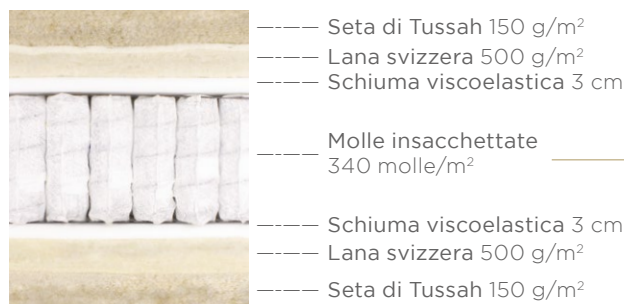 Seta di Tussah 150 g/m²
Lana svizzera 500 g/m²
Schiuma viscoelastica 3 cm
Molle insacchettate
340 molle/m²
Schiuma viscoelastica 3 cm
Lana svizzera 500 g/m²
Seta di Tussah 150 g/m²